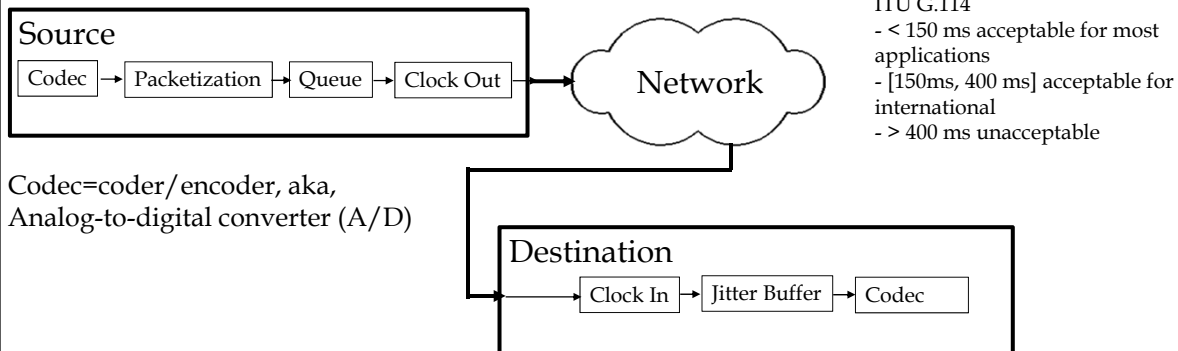 Source
Codec
Packetization
Queue
Clock Out
Network
ITU G.114
- < 150 ms acceptable for most
applications
- [150ms, 400 ms] acceptable for
international
- > 400 ms unacceptable
Codec=coder/encoder, aka,
Analog-to-digital converter (A/D)
Destination
Clock In
Jitter Buffer
Codec